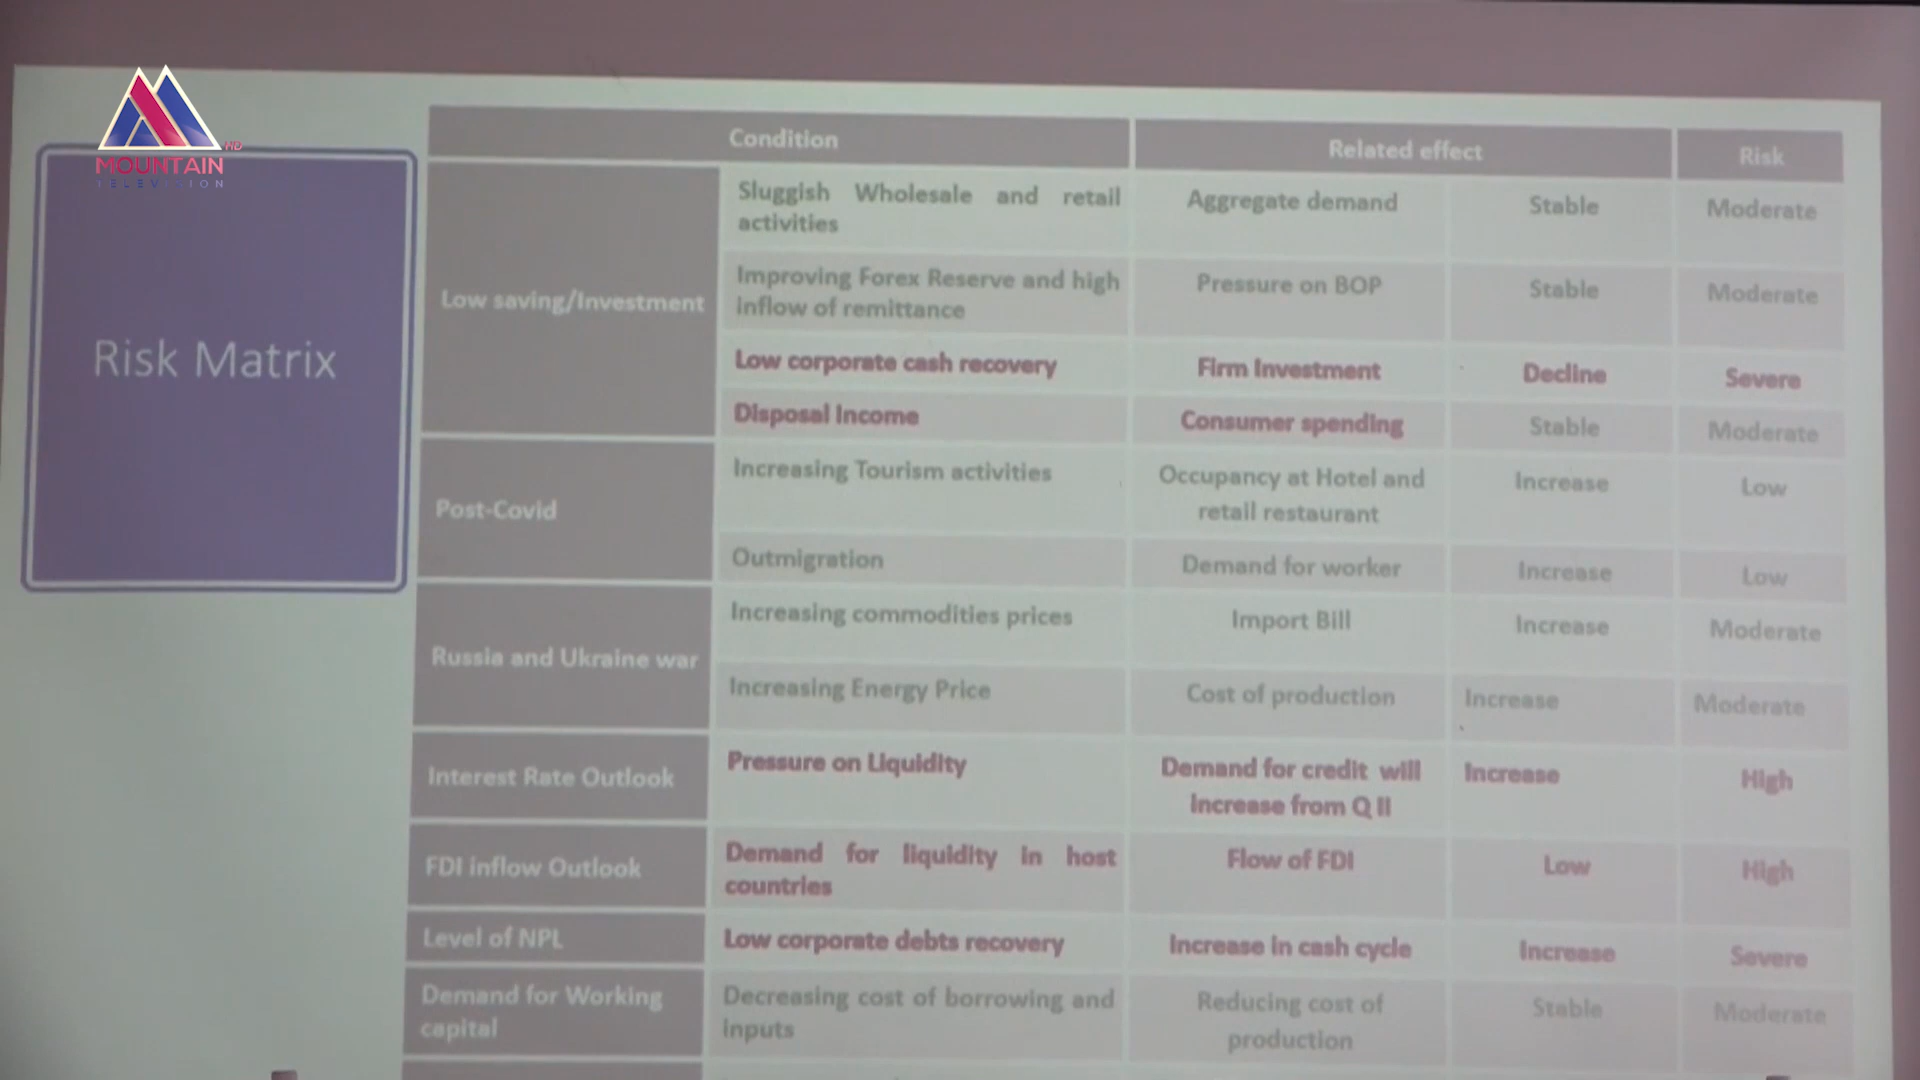 MOUNTAIN HD
TELEVISION
Risk Matrix
Condition Related effect Risk
Low saving/Investment
Sluggish Wholesale and retail
activities
Aggregate demand Stable Moderate
Improving Forex Reserve and high
inflow of remittance
Pressure on BOP Stable Moderate
Low corporate cash recovery Firm Investment Decline Severe
Disposal Income Consumer spending Stable Moderate
Post-Covid
Increasing Tourism activities
Occupancy at Hotel and
retail restaurant
Increase Low
Outmigration Demand for worker Increase Low
Russia and Ukraine war
Increasing commodities prices Import Bill Increase Moderate
Increasing Energy Price Cost of production Increase Moderate
Interest Rate Outlook
Pressure on Liquidity
Demand for credit will
Increase from Q II
Increase High
FDI inflow Outlook
Demand for liquidity in host
countries
Flow of FDI Low High
Level of NPL
Low corporate debts recovery Increase in cash cycle Increase Severe
Demand for Working
capital
Decreasing cost of borrowing and
inputs
Reducing cost of
production
Stable Moderate